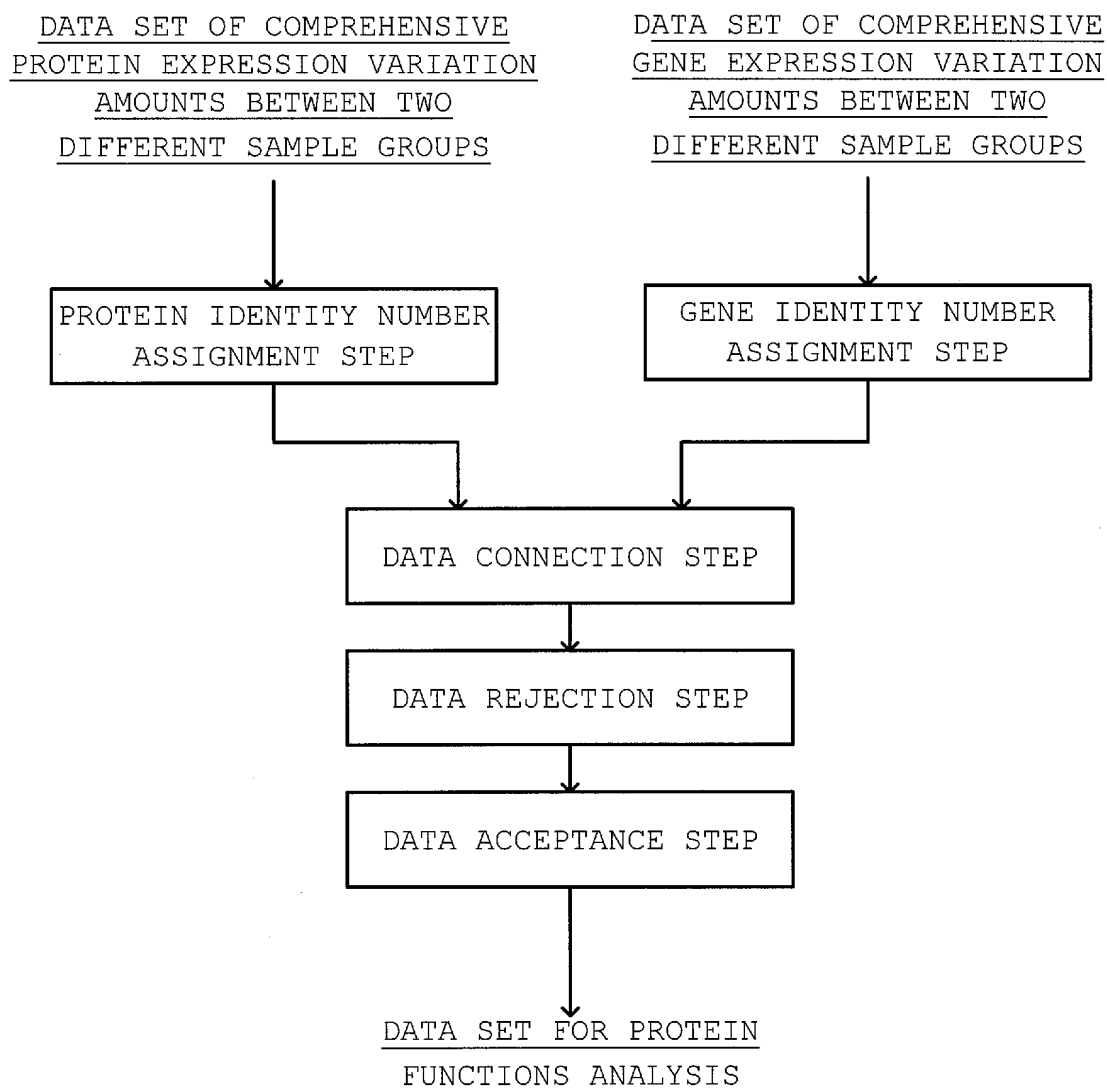 DATA SET OF COMPREHENSIVE
PROTEIN EXPRESSION VARIATION
AMOUNTS BETWEEN TWO
DIFFERENT SAMPLE GROUPS
DATA SET OF COMPREHENSIVE
GENE EXPRESSION VARIATION
AMOUNTS BETWEEN TWO
DIFFERENT SAMPLE GROUPS
PROTEIN IDENTITY NUMBER
ASSIGNMENT STEP
GENE IDENTITY NUMBER
ASSIGNMENT STEP
DATA CONNECTION STEP
DATA REJECTION STEP
DATA ACCEPTANCE STEP
DATA SET FOR PROTEIN
FUNCTIONS ANALYSIS